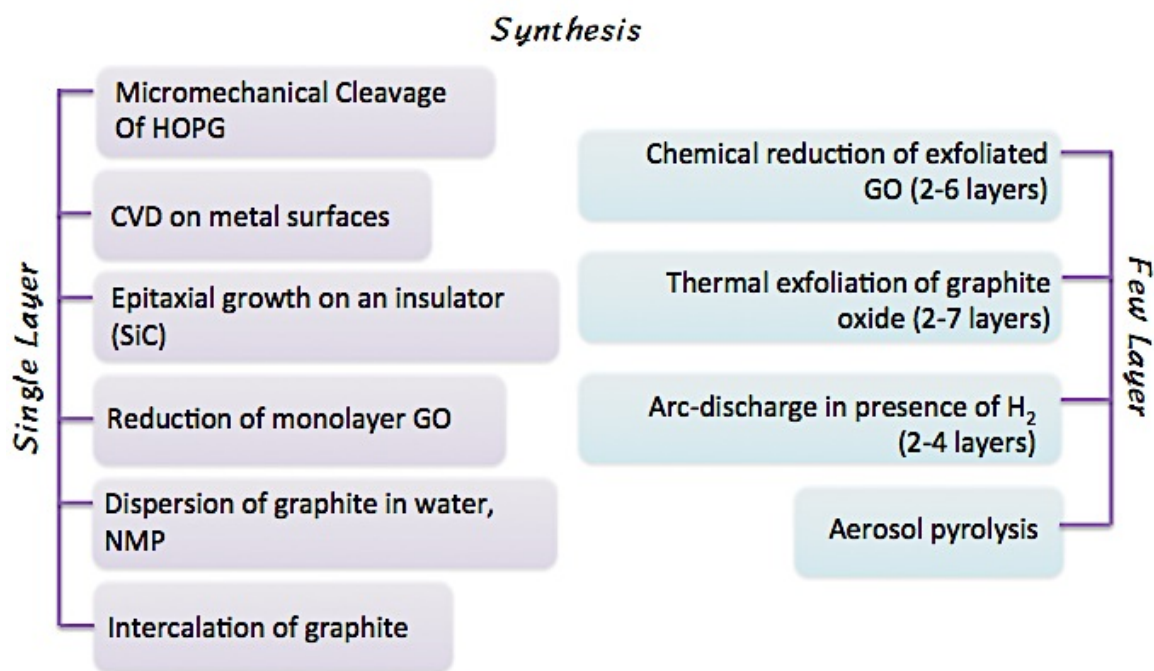 Synthesis
Single Layer
Micromechanical Cleavage
Of HOPG
CVD on metal surfaces
Epitaxial growth on an insulator
(SiC)
Reduction of monolayer GO
Dispersion of graphite in water,
NMP
Intercalation of graphite
Few Layer
Chemical reduction of exfoliated
GO (2-6 layers)
Thermal exfoliation of graphite
oxide (2-7 layers)
Arc-discharge in presence of H₂
(2-4 layers)
Aerosol pyrolysis